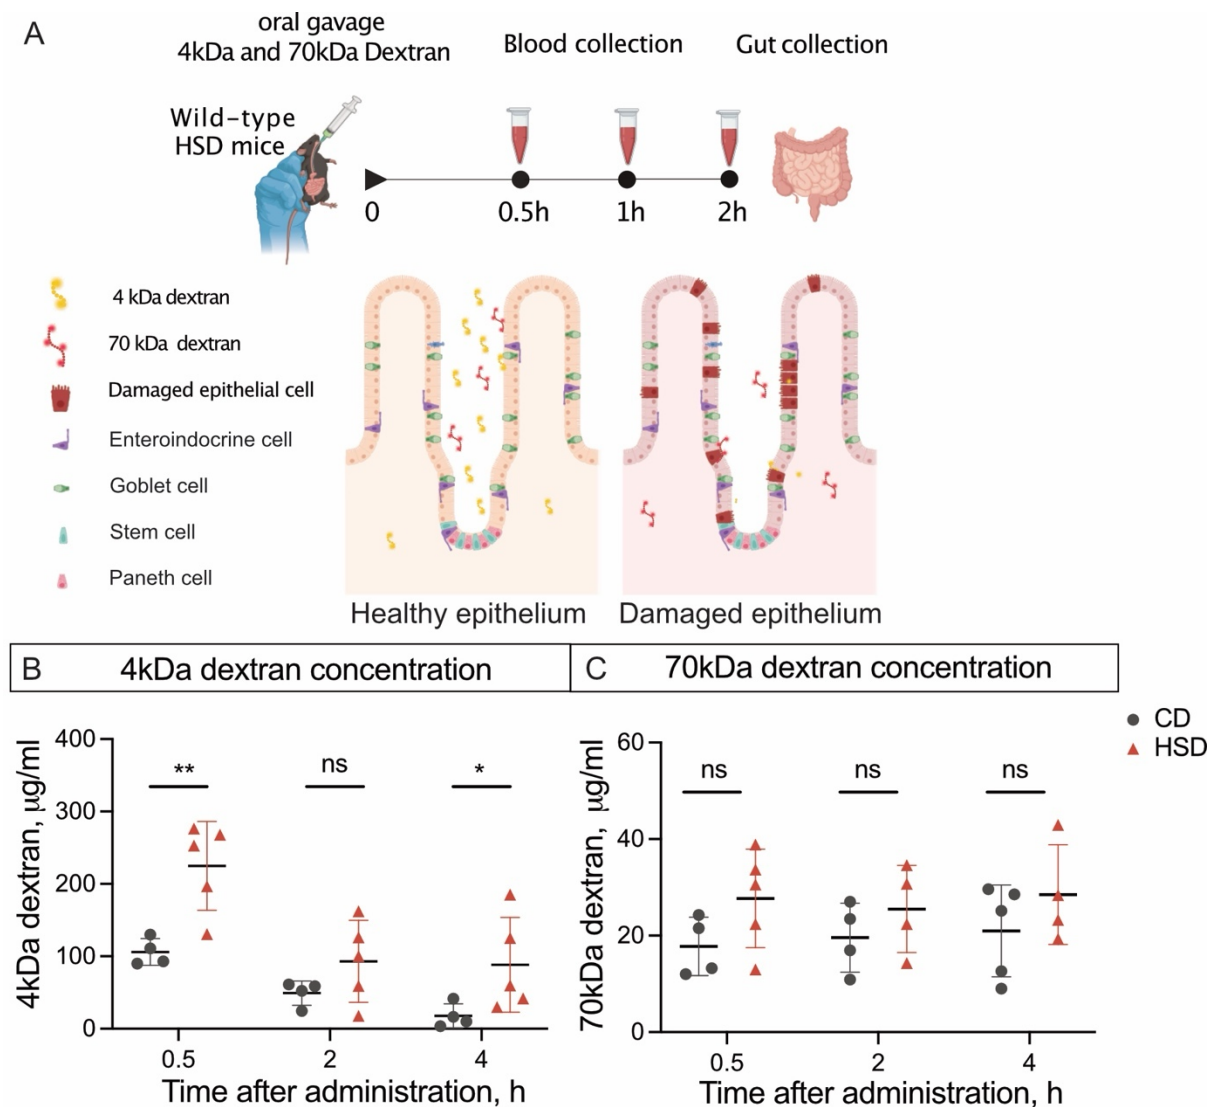 A
oral gavage
4kDa and 70kDa Dextran
Blood collection
Gut collection
Wild-type
HSD mice
0
0.5h
1h
2h
4 kDa dextran
70 kDa dextran
Damaged epithelial cell
Enteroindocrine cell
Goblet cell
Stem cell
Paneth cell
Healthy epithelium
Damaged epithelium
B 4kDa dextran concentration
4kDa dextran, µg/ml
400
300
200
100
0
**
ns
*
0.5
2
4
Time after administration, h
C 70kDa dextran concentration
70kDa dextran, µg/ml
60
40
20
0
ns
ns
ns
0.5
2
4
Time after administration, h
CD
HSD